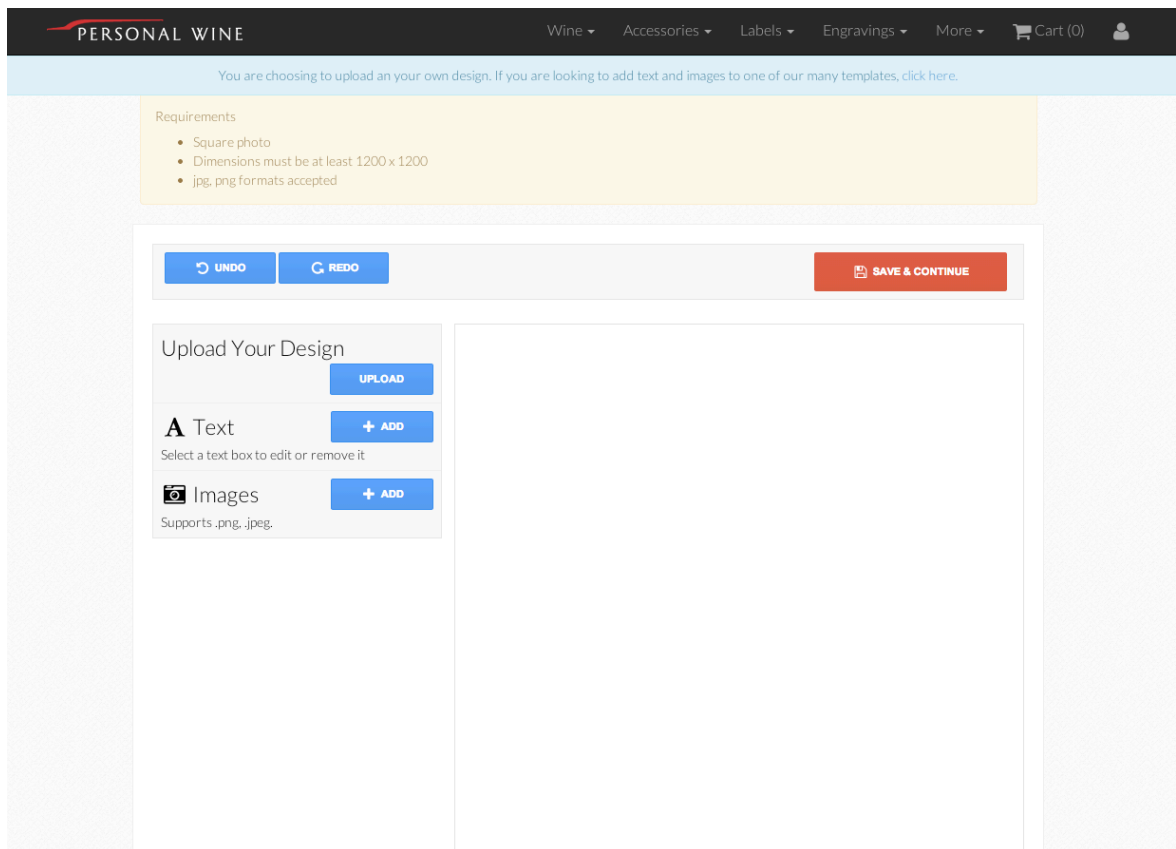 PERSONAL WINE
Wine Accessories Labels Engravings More Cart (0)
You are choosing to upload an your own design. If you are looking to add text and images to one of our many templates, click here.
Requirements
• Square photo
• Dimensions must be at least 1200 x 1200
• jpg, png formats accepted
UNDO REDO SAVE & CONTINUE
Upload Your Design
UPLOAD
A Text + ADD
Select a text box to edit or remove it
Images + ADD
Supports .png, .jpeg.